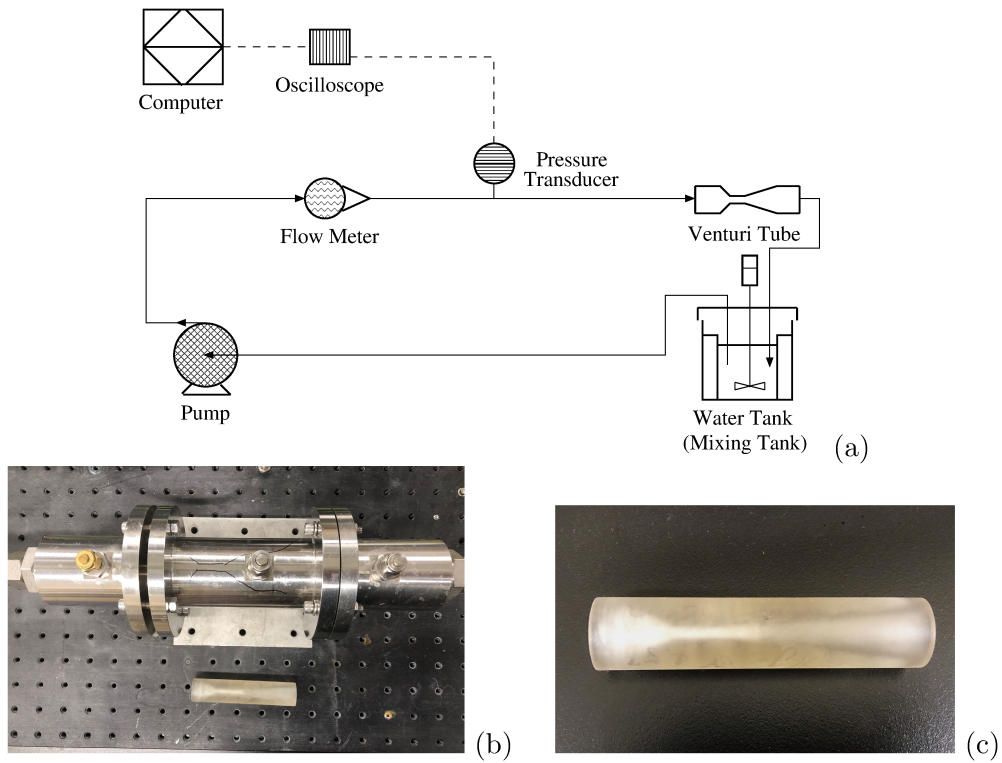 Computer
Oscilloscope
Pressure
Transducer
Flow Meter
Venturi Tube
Pump
Water Tank
(Mixing Tank)
(a)
(b)
(c)